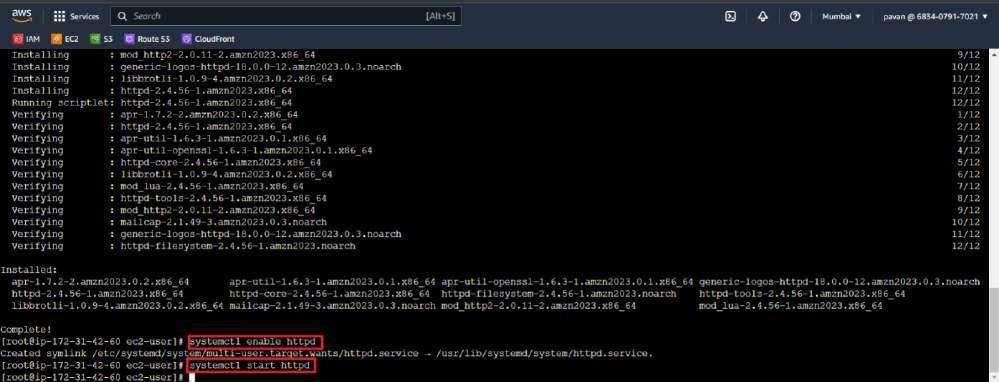 aws Services Search [Alt+S] Mumbai pavan @ 6834-0791-7021
IAM EC2 S3 Route 53 CloudFront
Installing : mod_http2-2.0.11-2.amzn2023.x86_64 9/12
Installing : generic-logos-httpd-18.0.0-12.amzn2023.0.3.noarch 10/12
Installing : libbrotli-1.0.9-4.amzn2023.0.2.x86_64 11/12
Installing : httpd-2.4.56-1.amzn2023.x86_64 12/12
Running scriptlet: httpd-2.4.56-1.amzn2023.x86_64 12/12
Verifying : apr-1.7.2-2.amzn2023.0.2.x86_64 1/12
Verifying : httpd-2.4.56-1.amzn2023.x86_64 2/12
Verifying : apr-util-1.6.3-1.amzn2023.0.1.x86_64 3/12
Verifying : apr-util-openssl-1.6.3-1.amzn2023.0.1.x86_64 4/12
Verifying : httpd-core-2.4.56-1.amzn2023.x86_64 5/12
Verifying : libbrotli-1.0.9-4.amzn2023.0.2.x86_64 6/12
Verifying : mod_lua-2.4.56-1.amzn2023.x86_64 7/12
Verifying : httpd-tools-2.4.56-1.amzn2023.x86_64 8/12
Verifying : mod_http2-2.0.11-2.amzn2023.x86_64 9/12
Verifying : mailcap-2.1.49-3.amzn2023.0.3.noarch 10/12
Verifying : generic-logos-httpd-18.0.0-12.amzn2023.0.3.noarch 11/12
Verifying : httpd-filesystem-2.4.56-1.amzn2023.noarch 12/12
Installed:
apr-1.7.2-2.amzn2023.0.2.x86_64 apr-util-1.6.3-1.amzn2023.0.1.x86_64 apr-util-openssl-1.6.3-1.amzn2023.0.1.x86_64 generic-logos-httpd-18.0.0-12.amzn2023.0.3.noarch
httpd-2.4.56-1.amzn2023.x86_64 httpd-core-2.4.56-1.amzn2023.x86_64 httpd-filesystem-2.4.56-1.amzn2023.noarch httpd-tools-2.4.56-1.amzn2023.x86_64
libbrotli-1.0.9-4.amzn2023.0.2.x86_64 mailcap-2.1.49-3.amzn2023.0.3.noarch mod_http2-2.0.11-2.amzn2023.x86_64 mod_lua-2.4.56-1.amzn2023.x86_64
Complete!
[root@ip-172-31-42-60 ec2-user]# systemctl enable httpd
Created symlink /etc/systemd/system/multi-user.target.wants/httpd.service → /usr/lib/systemd/system/httpd.service.
[root@ip-172-31-42-60 ec2-user]# systemctl start httpd
[root@ip-172-31-42-60 ec2-user]#